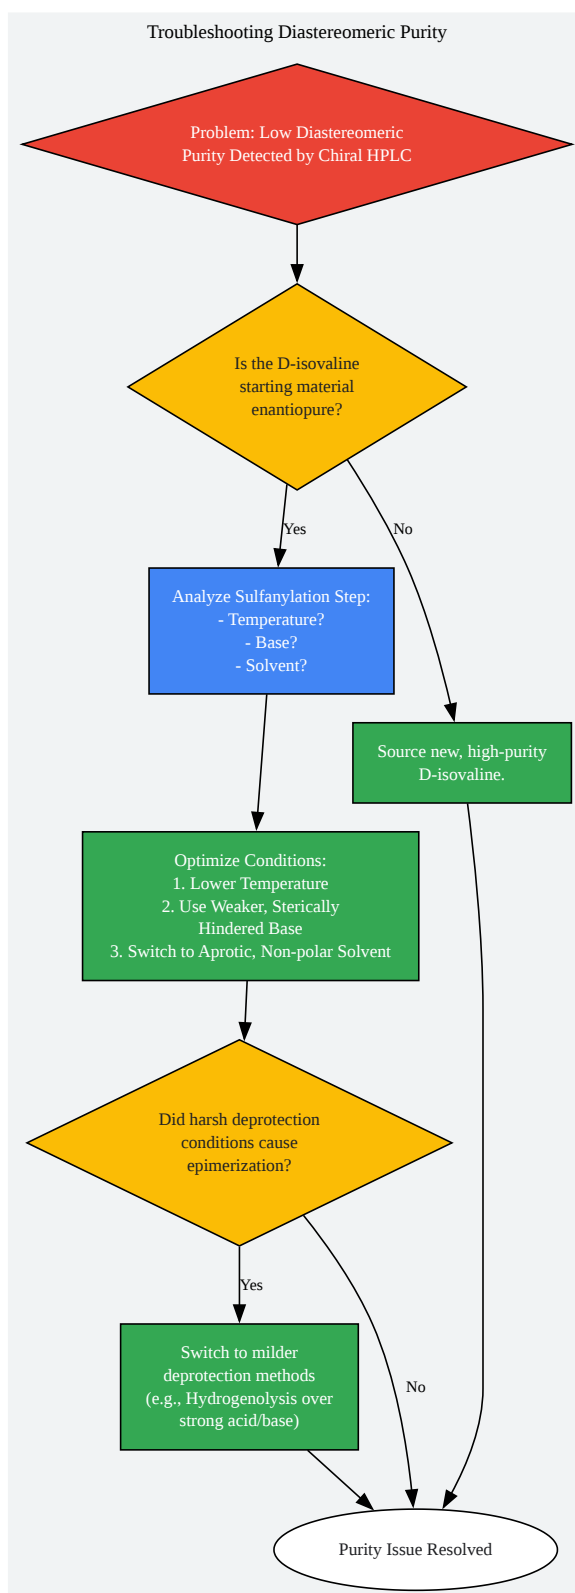 Troubleshooting Diastereomeric Purity
Problem: Low Diastereomeric
Purity Detected by Chiral HPLC
Is the D-isovaline
starting material
enantiopure?
Yes
No
Analyze Sulfanylation Step:
- Temperature?
- Base?
- Solvent?
Source new, high-purity
D-isovaline.
Optimize Conditions:
1. Lower Temperature
2. Use Weaker, Sterically
Hindered Base
3. Switch to Aprotic, Non-polar Solvent
Did harsh deprotection
conditions cause
epimerization?
Yes
No
Switch to milder
deprotection methods
(e.g., Hydrogenolysis over
strong acid/base)
Purity Issue Resolved